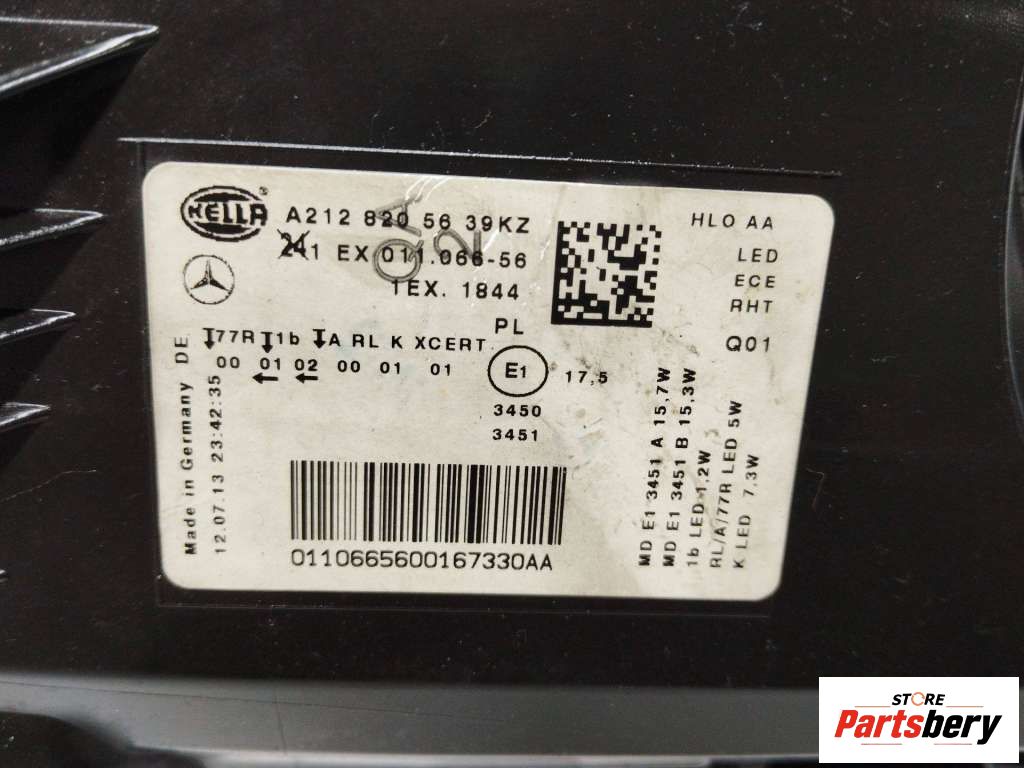 HELLA ®
A212 820 56 39KZ
241 EX 011.066-56
1EX. 1844
QA
2
HLO AA
LED
ECE
RHT
Q01
PL
77R 1b A RL K XCERT
00 01 02 00 01 01
E1
17,5
3450
3451
Made in Germany DE
12.07.13 23:42:35
0110665600167330AA
MD E1 3451 A 15,7W
MD E1 3451 B 15,3W
1b LED 1,2W
RL/A/77R LED 5W
K LED 7,3W
STORE
Partsbery